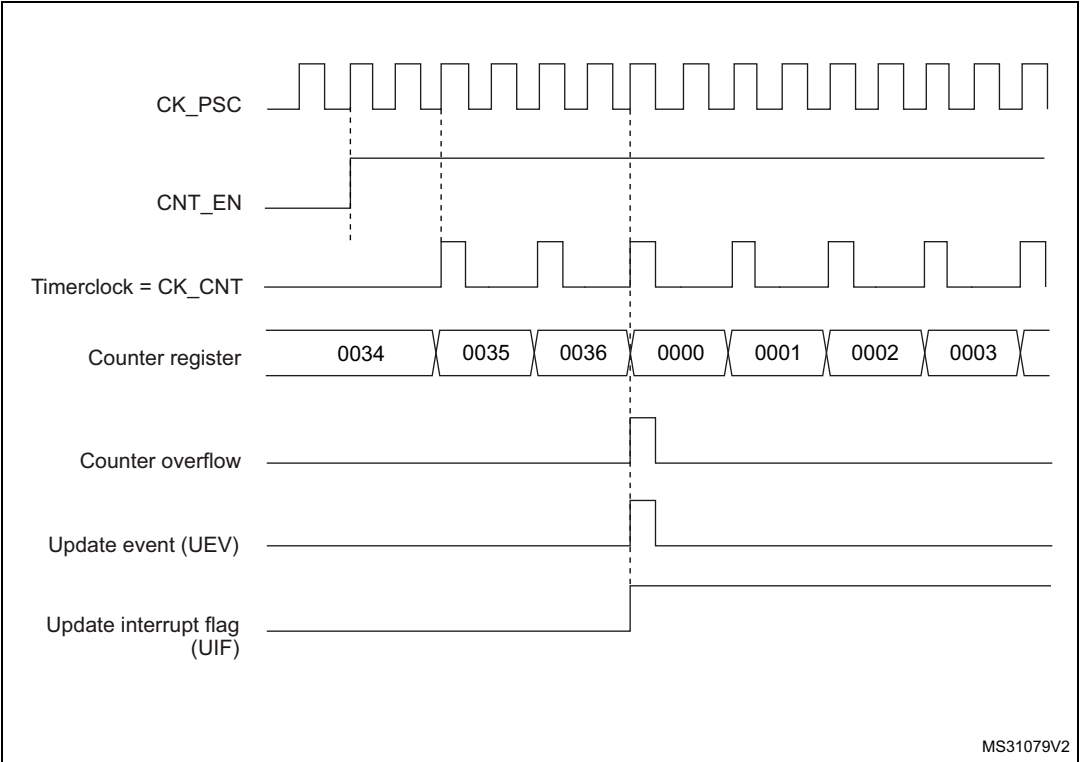 CK_PSC
CNT_EN
Timerclock = CK_CNT
Counter register
0034 0035 0036 0000 0001 0002 0003
Counter overflow
Update event (UEV)
Update interrupt flag
(UIF)
MS31079V2